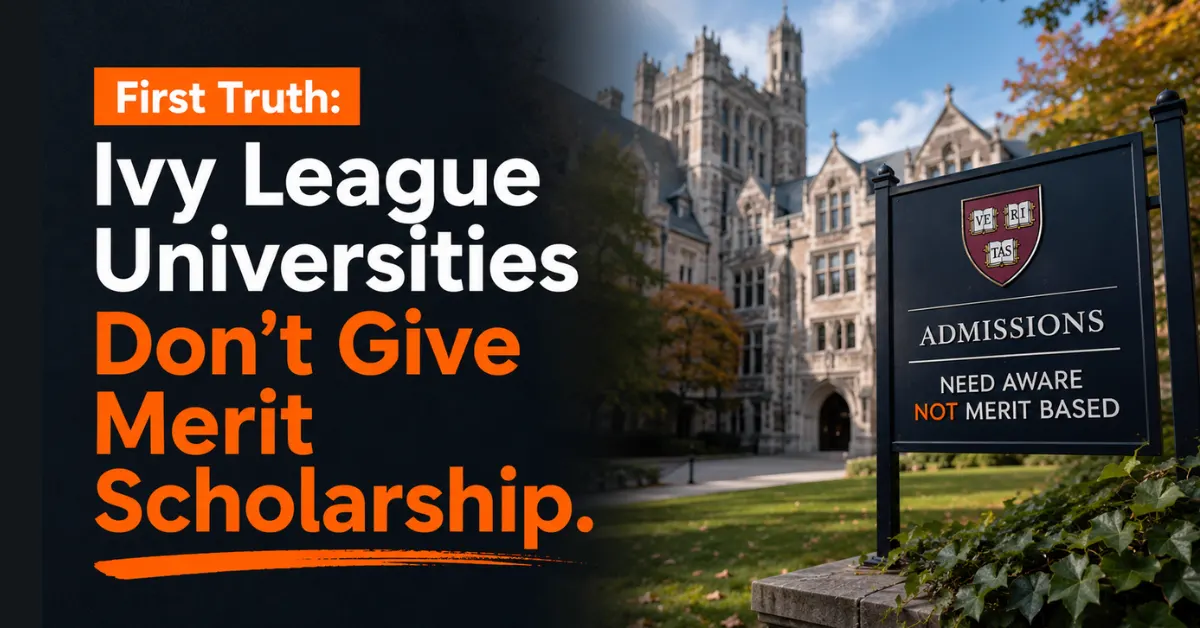 First Truth:
Ivy League
Universities
Don't Give
Merit
Scholarship.
VE RI
TAS
ADMISSIONS
NEED AWARE
NOT MERIT BASED